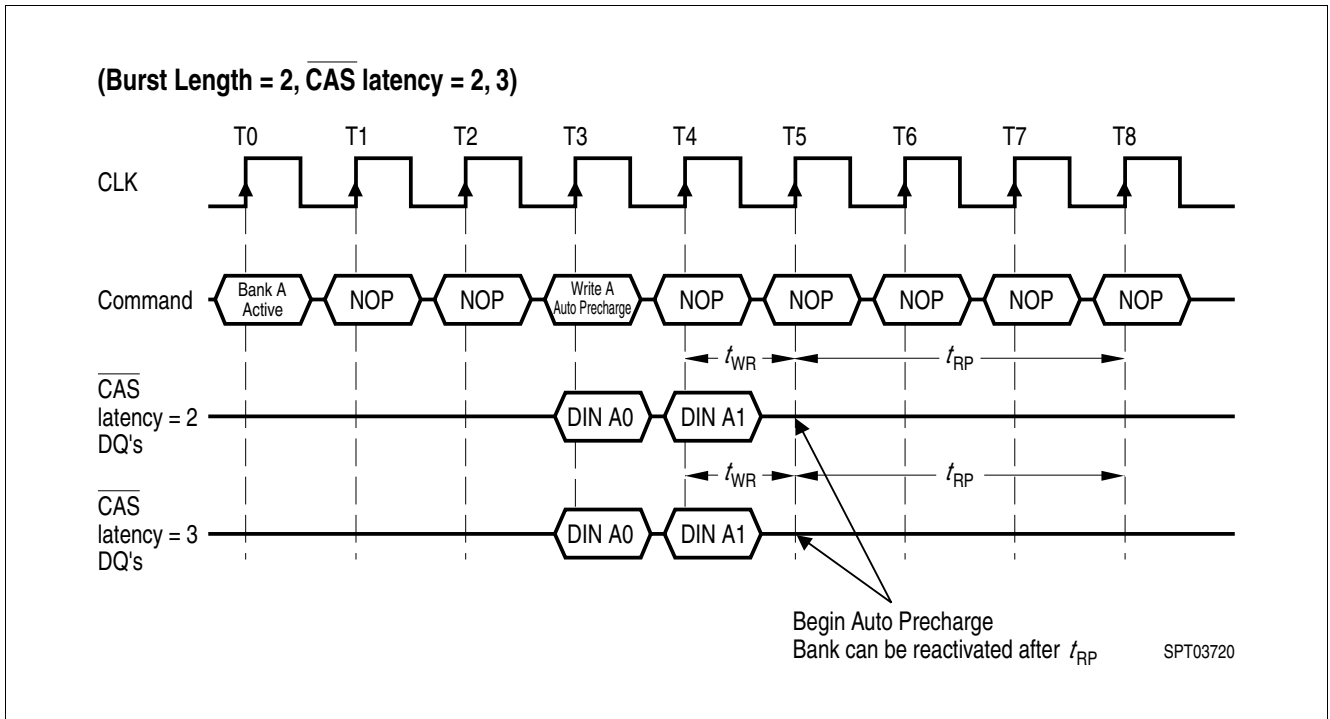 (Burst Length = 2, CAS latency = 2, 3)
T0 T1 T2 T3 T4 T5 T6 T7 T8
CLK
Command
Bank A
Active
NOP
NOP
Write A
Auto Precharge
NOP
NOP
NOP
NOP
NOP
tWR
tRP
CAS
latency = 2
DQ's
DIN A0
DIN A1
tWR
tRP
CAS
latency = 3
DQ's
DIN A0
DIN A1
Begin Auto Precharge
Bank can be reactivated after tRP
SPT03720